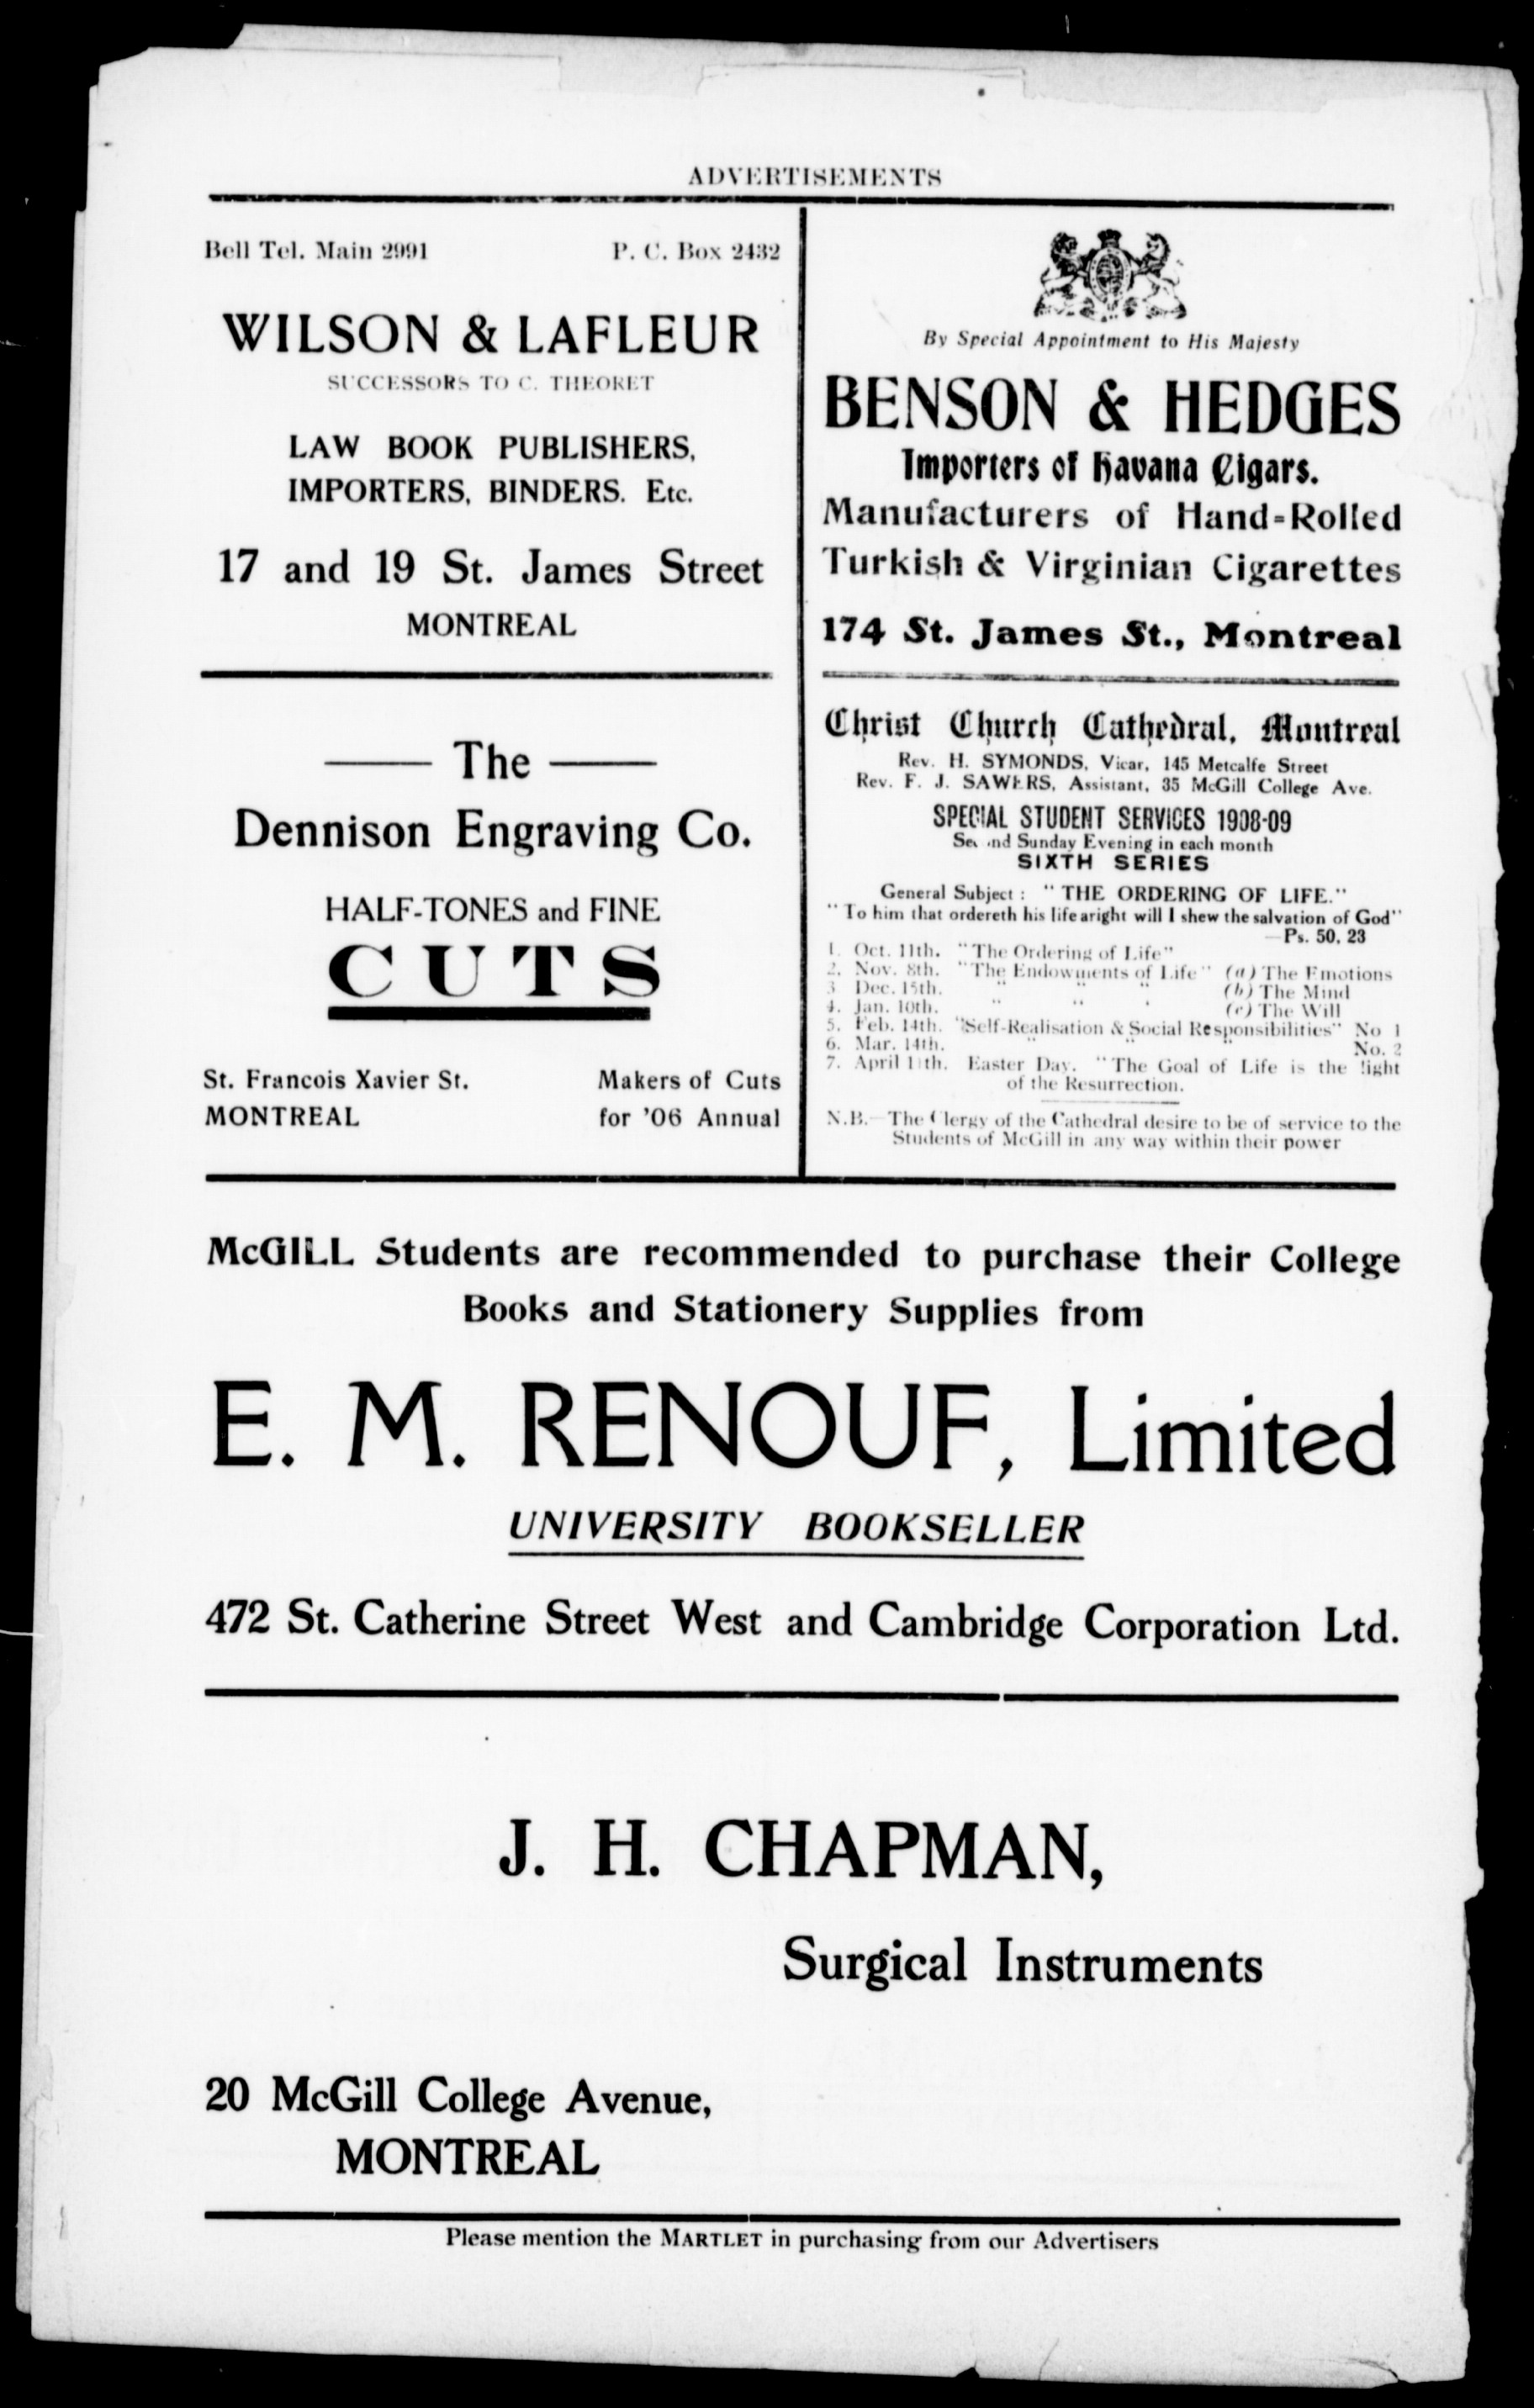 ADVERTISEMENTS
Bell Tel. Main 2991 P. C. Box 2432
WILSON & LAFLEUR
SUCCESSORS TO C. THEORET
LAW BOOK PUBLISHERS,
IMPORTERS, BINDERS. Etc.
17 and 19 St. James Street
MONTREAL
The
Dennison Engraving Co.
HALF-TONES and FINE
CUTS
St. Francois Xavier St. Makers of Cuts
MONTREAL for '06 Annual
By Special Appointment to His Majesty
BENSON & HEDGES
Importers of Havana Cigars.
Manufacturers of Hand-Rolled
Turkish & Virginian Cigarettes
174 St. James St., Montreal
Christ Church Cathedral, Montreal
Rev. H. SYMONDS, Vicar, 145 Metcalfe Street
Rev. F. J. SAWERS, Assistant, 35 McGill College Ave.
SPECIAL STUDENT SERVICES 1908-09
Second Sunday Evening in each month
SIXTH SERIES
General Subject : "THE ORDERING OF LIFE."
"To him that ordereth his life aright will I shew the salvation of God"
—Ps. 50, 23
1. Oct. 11th. "The Ordering of Life"
2. Nov. 8th. "The Endowments of Life" (a) The Emotions
3 Dec. 15th. " " " (b) The Mind
4. Jan. 10th. " " " (c) The Will
5. Feb. 14th. "Self-Realisation & Social Responsibilities" No 1
6. Mar. 14th. " " " No. 2
7. April Easter Day. "The Goal of Life is the light
of the Resurrection.
N.B.—The Clergy of the Cathedral desire to be of service to the
Students of McGill in any way within their power
McGILL Students are recommended to purchase their College
Books and Stationery Supplies from
E. M. RENOUF, Limited
UNIVERSITY BOOKSELLER
472 St. Catherine Street West and Cambridge Corporation Ltd.
J. H. CHAPMAN,
Surgical Instruments
20 McGill College Avenue,
MONTREAL
Please mention the MARTLET in purchasing from our Advertisers